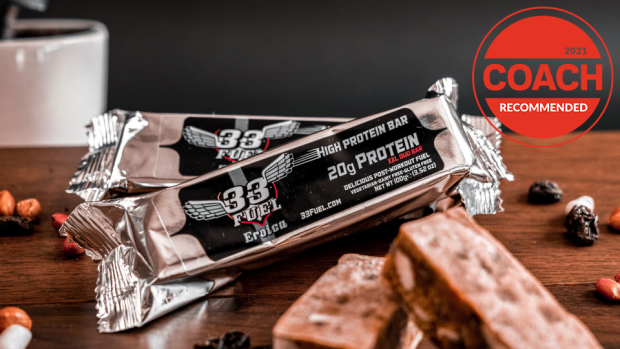 2021
COACH
RECOMMENDED
33
FUEL
33
FUEL
Eroica
HIGH PROTEIN BAR
20g PROTEIN
XXL DUO BAR
DELICIOUS POST-WORKOUT FUEL
VEGETARIAN DAIRY FREE GLUTEN FREE
NET WT 100g (3.52 OZ)
33FUEL.COM